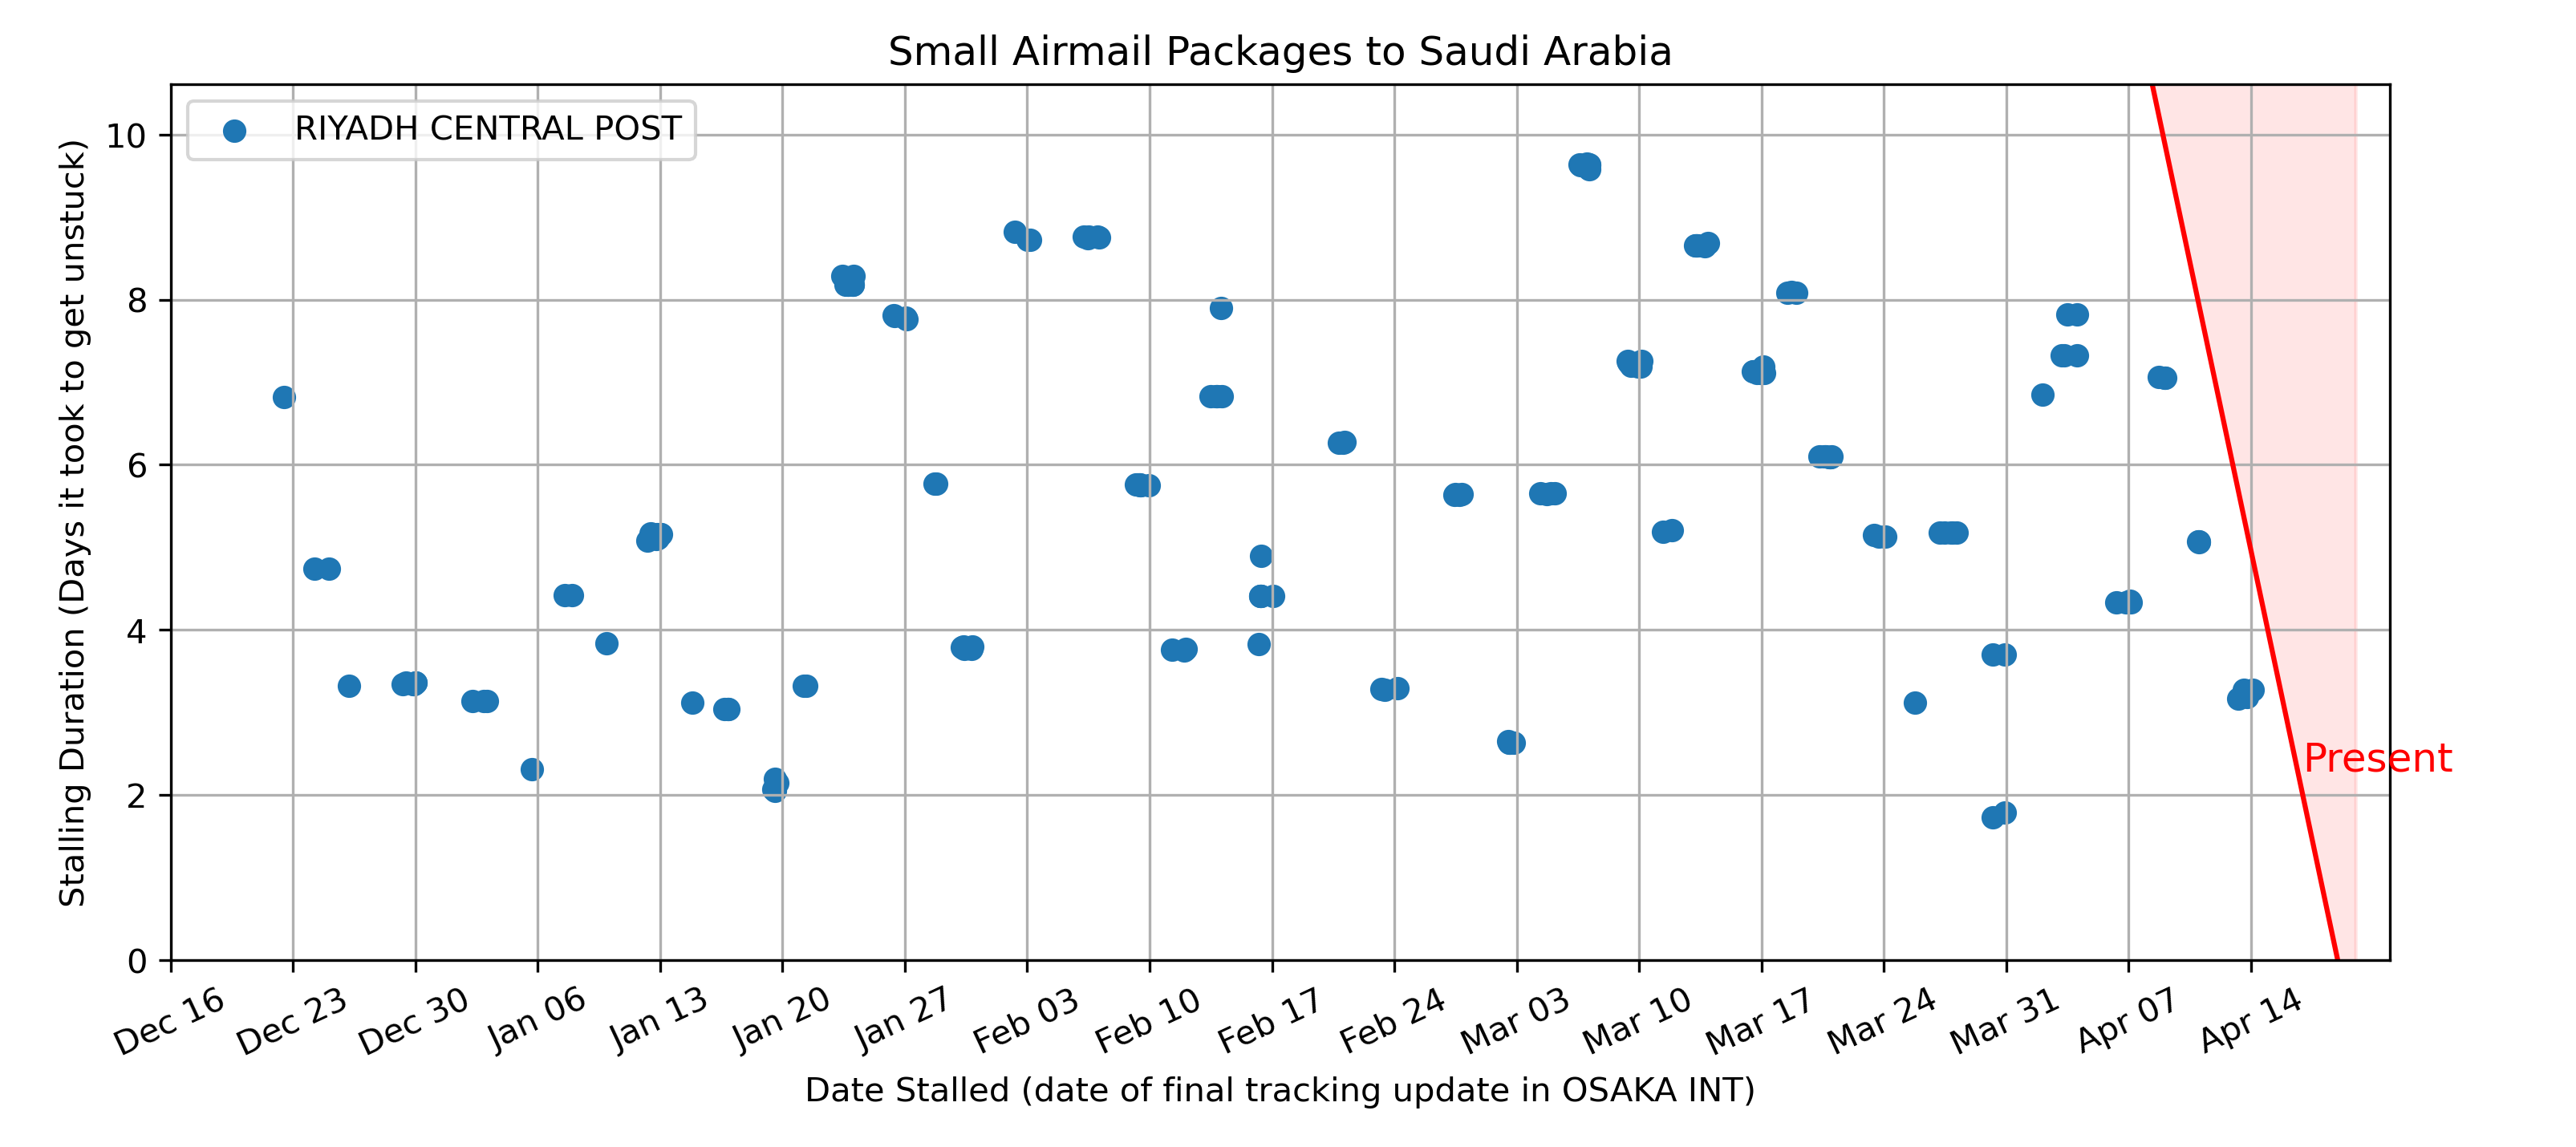 Small Airmail Packages to Saudi Arabia
RIYADH CENTRAL POST
Stalling Duration (Days it took to get unstuck)
10
8
6
4
2
0
Present
Dec 16
Dec 23
Dec 30
Jan 06
Jan 13
Jan 20
Jan 27
Feb 03
Feb 10
Feb 17
Feb 24
Mar 03
Mar 10
Mar 17
Mar 24
Mar 31
Apr 07
Apr 14
Date Stalled (date of final tracking update in OSAKA INT)